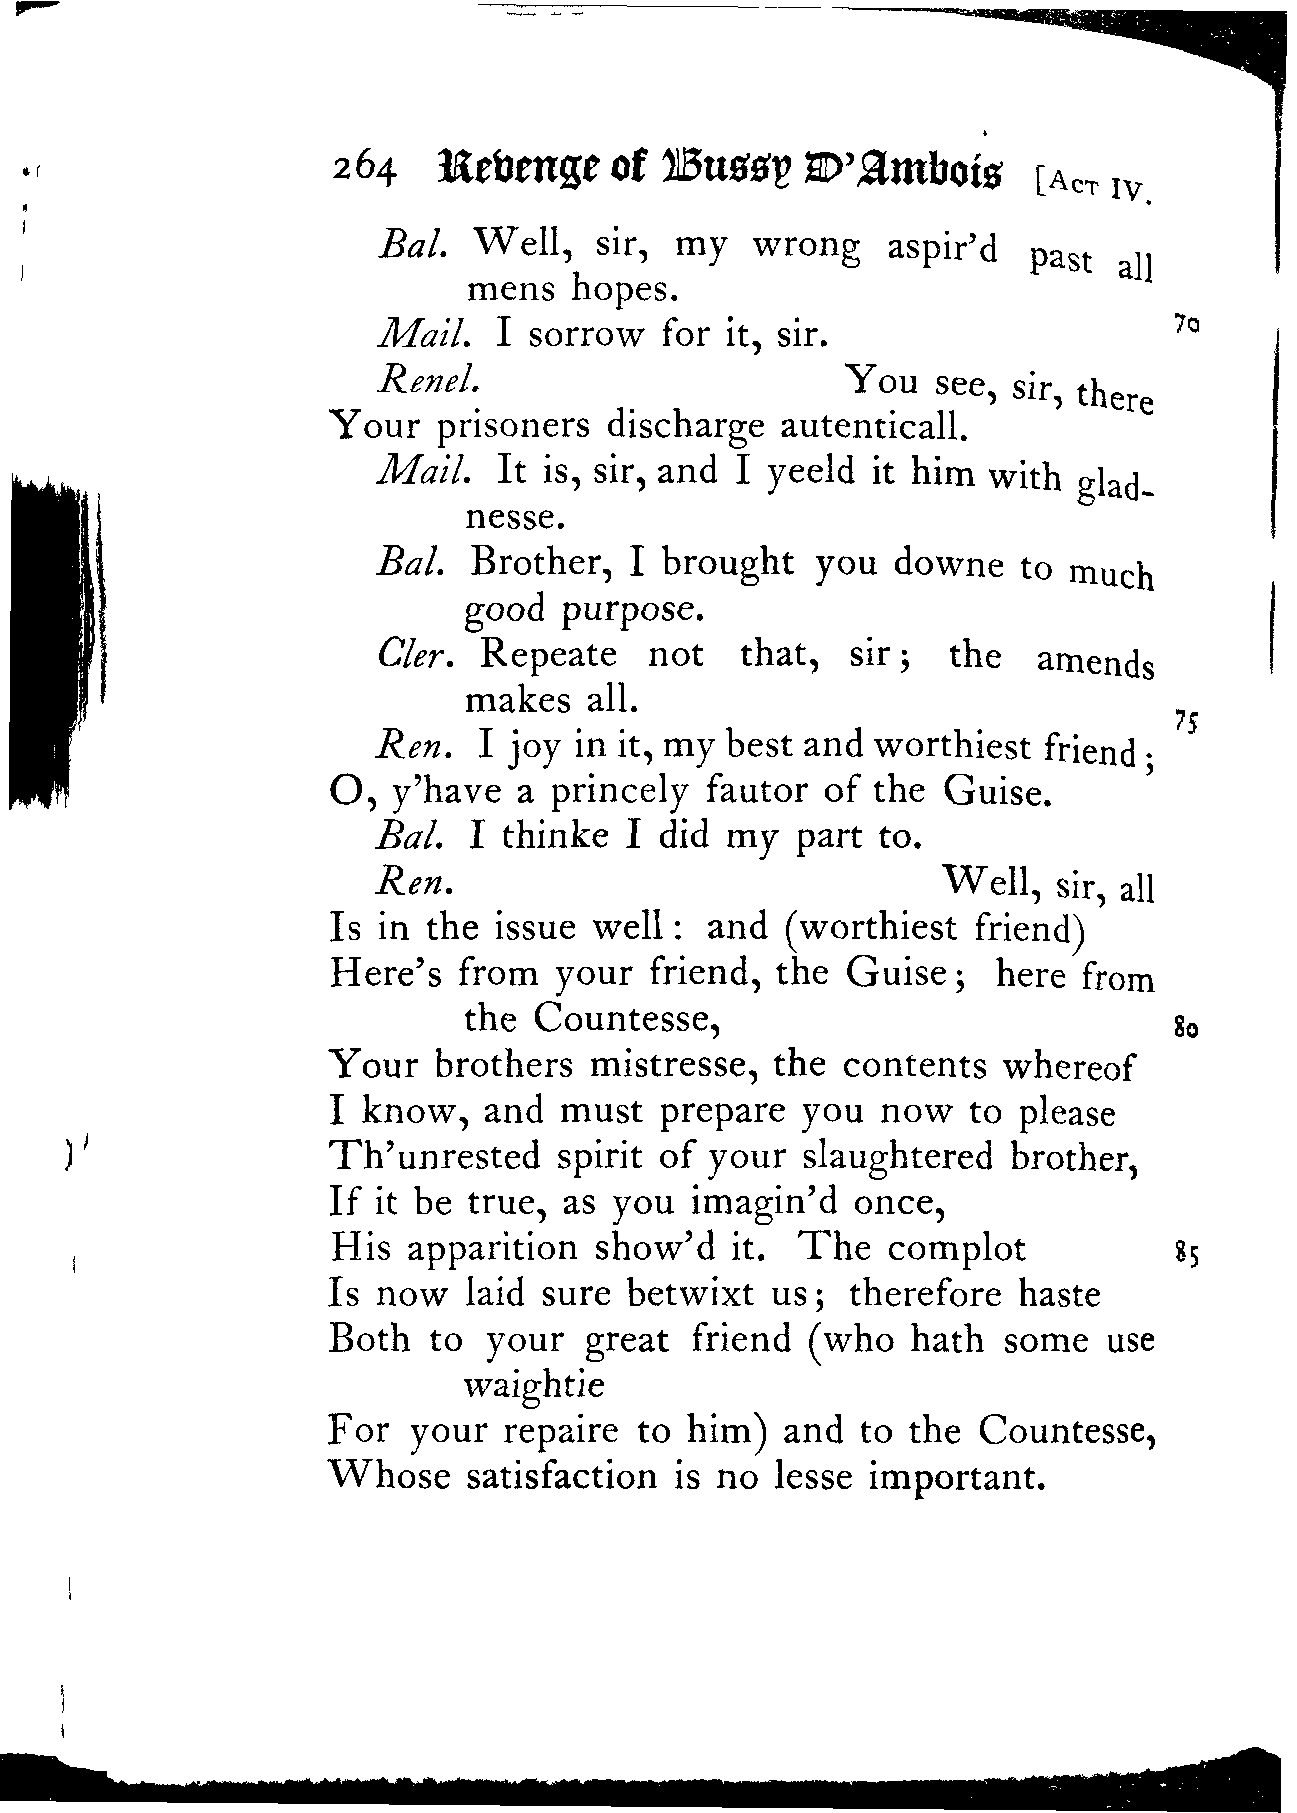 264 Revenge of Bussy D'Ambois [ACT IV.
Bal. Well, sir, my wrong aspir'd past all
mens hopes.
Mail. I sorrow for it, sir. 70
Renel. You see, sir, there
Your prisoners discharge autenticall.
Mail. It is, sir, and I yeeld it him with glad-
nesse.
Bal. Brother, I brought you downe to much
good purpose.
Cler. Repeate not that, sir; the amends
makes all. 75
Ren. I joy in it, my best and worthiest friend;
O, y'have a princely fautor of the Guise.
Bal. I thinke I did my part to.
Ren. Well, sir, all
Is in the issue well: and (worthiest friend)
Here's from your friend, the Guise; here from
the Countesse, 80
Your brothers mistresse, the contents whereof
I know, and must prepare you now to please
Th'unrested spirit of your slaughtered brother,
If it be true, as you imagin'd once,
His apparition show'd it. The complot 85
Is now laid sure betwixt us; therefore haste
Both to your great friend (who hath some use
waightie
For your repaire to him) and to the Countesse,
Whose satisfaction is no lesse important.